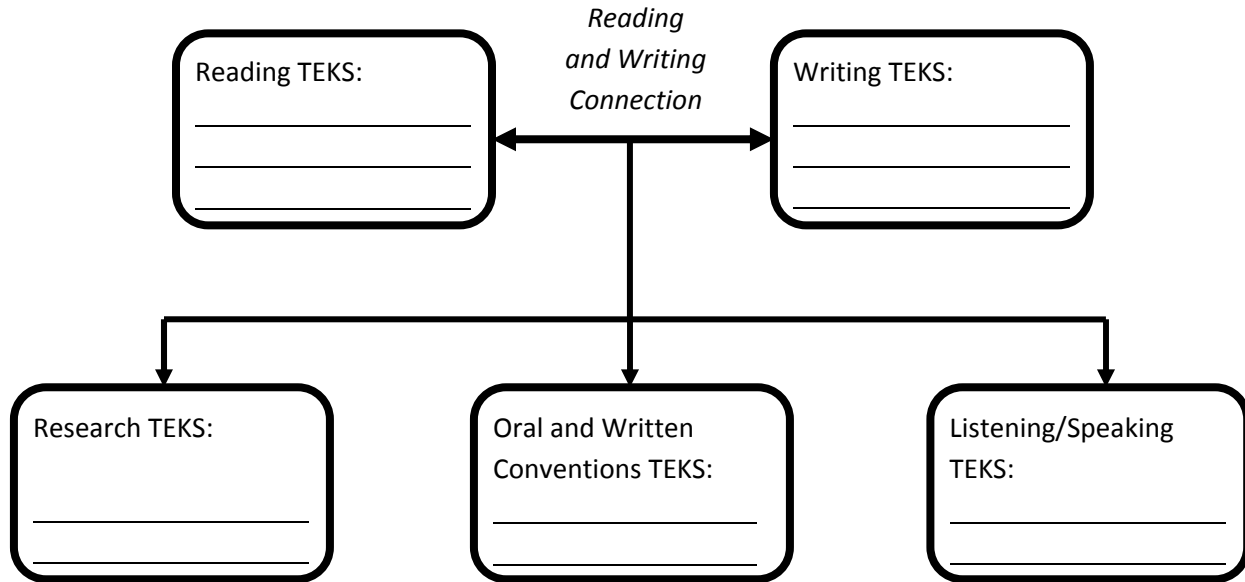 Reading
and Writing
Connection
Reading TEKS:
Writing TEKS:
Research TEKS:
Oral and Written
Conventions TEKS:
Listening/Speaking
TEKS: